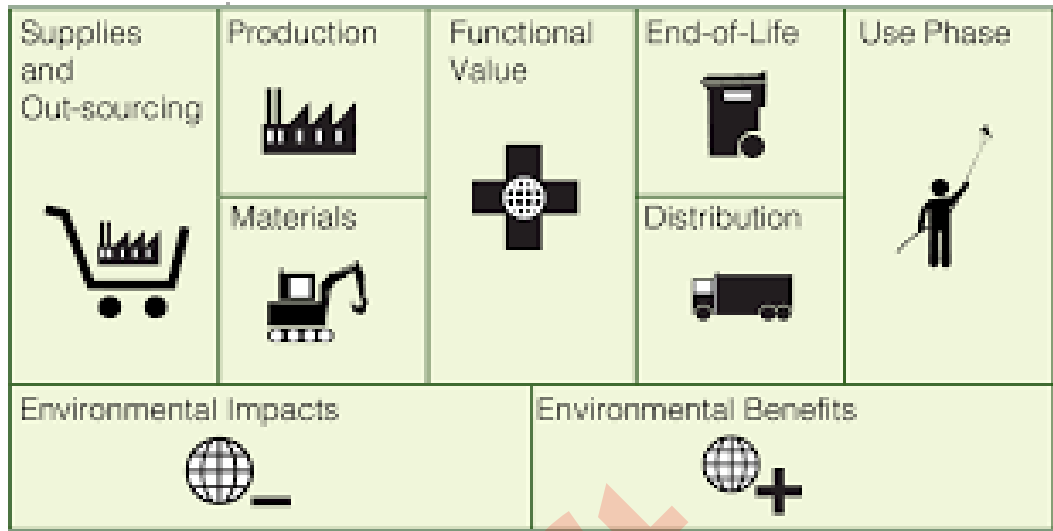 Supplies
and
Out-sourcing
Production
Materials
Functional
Value
End-of-Life
Distribution
Use Phase
Environmental Impacts
Environmental Benefits